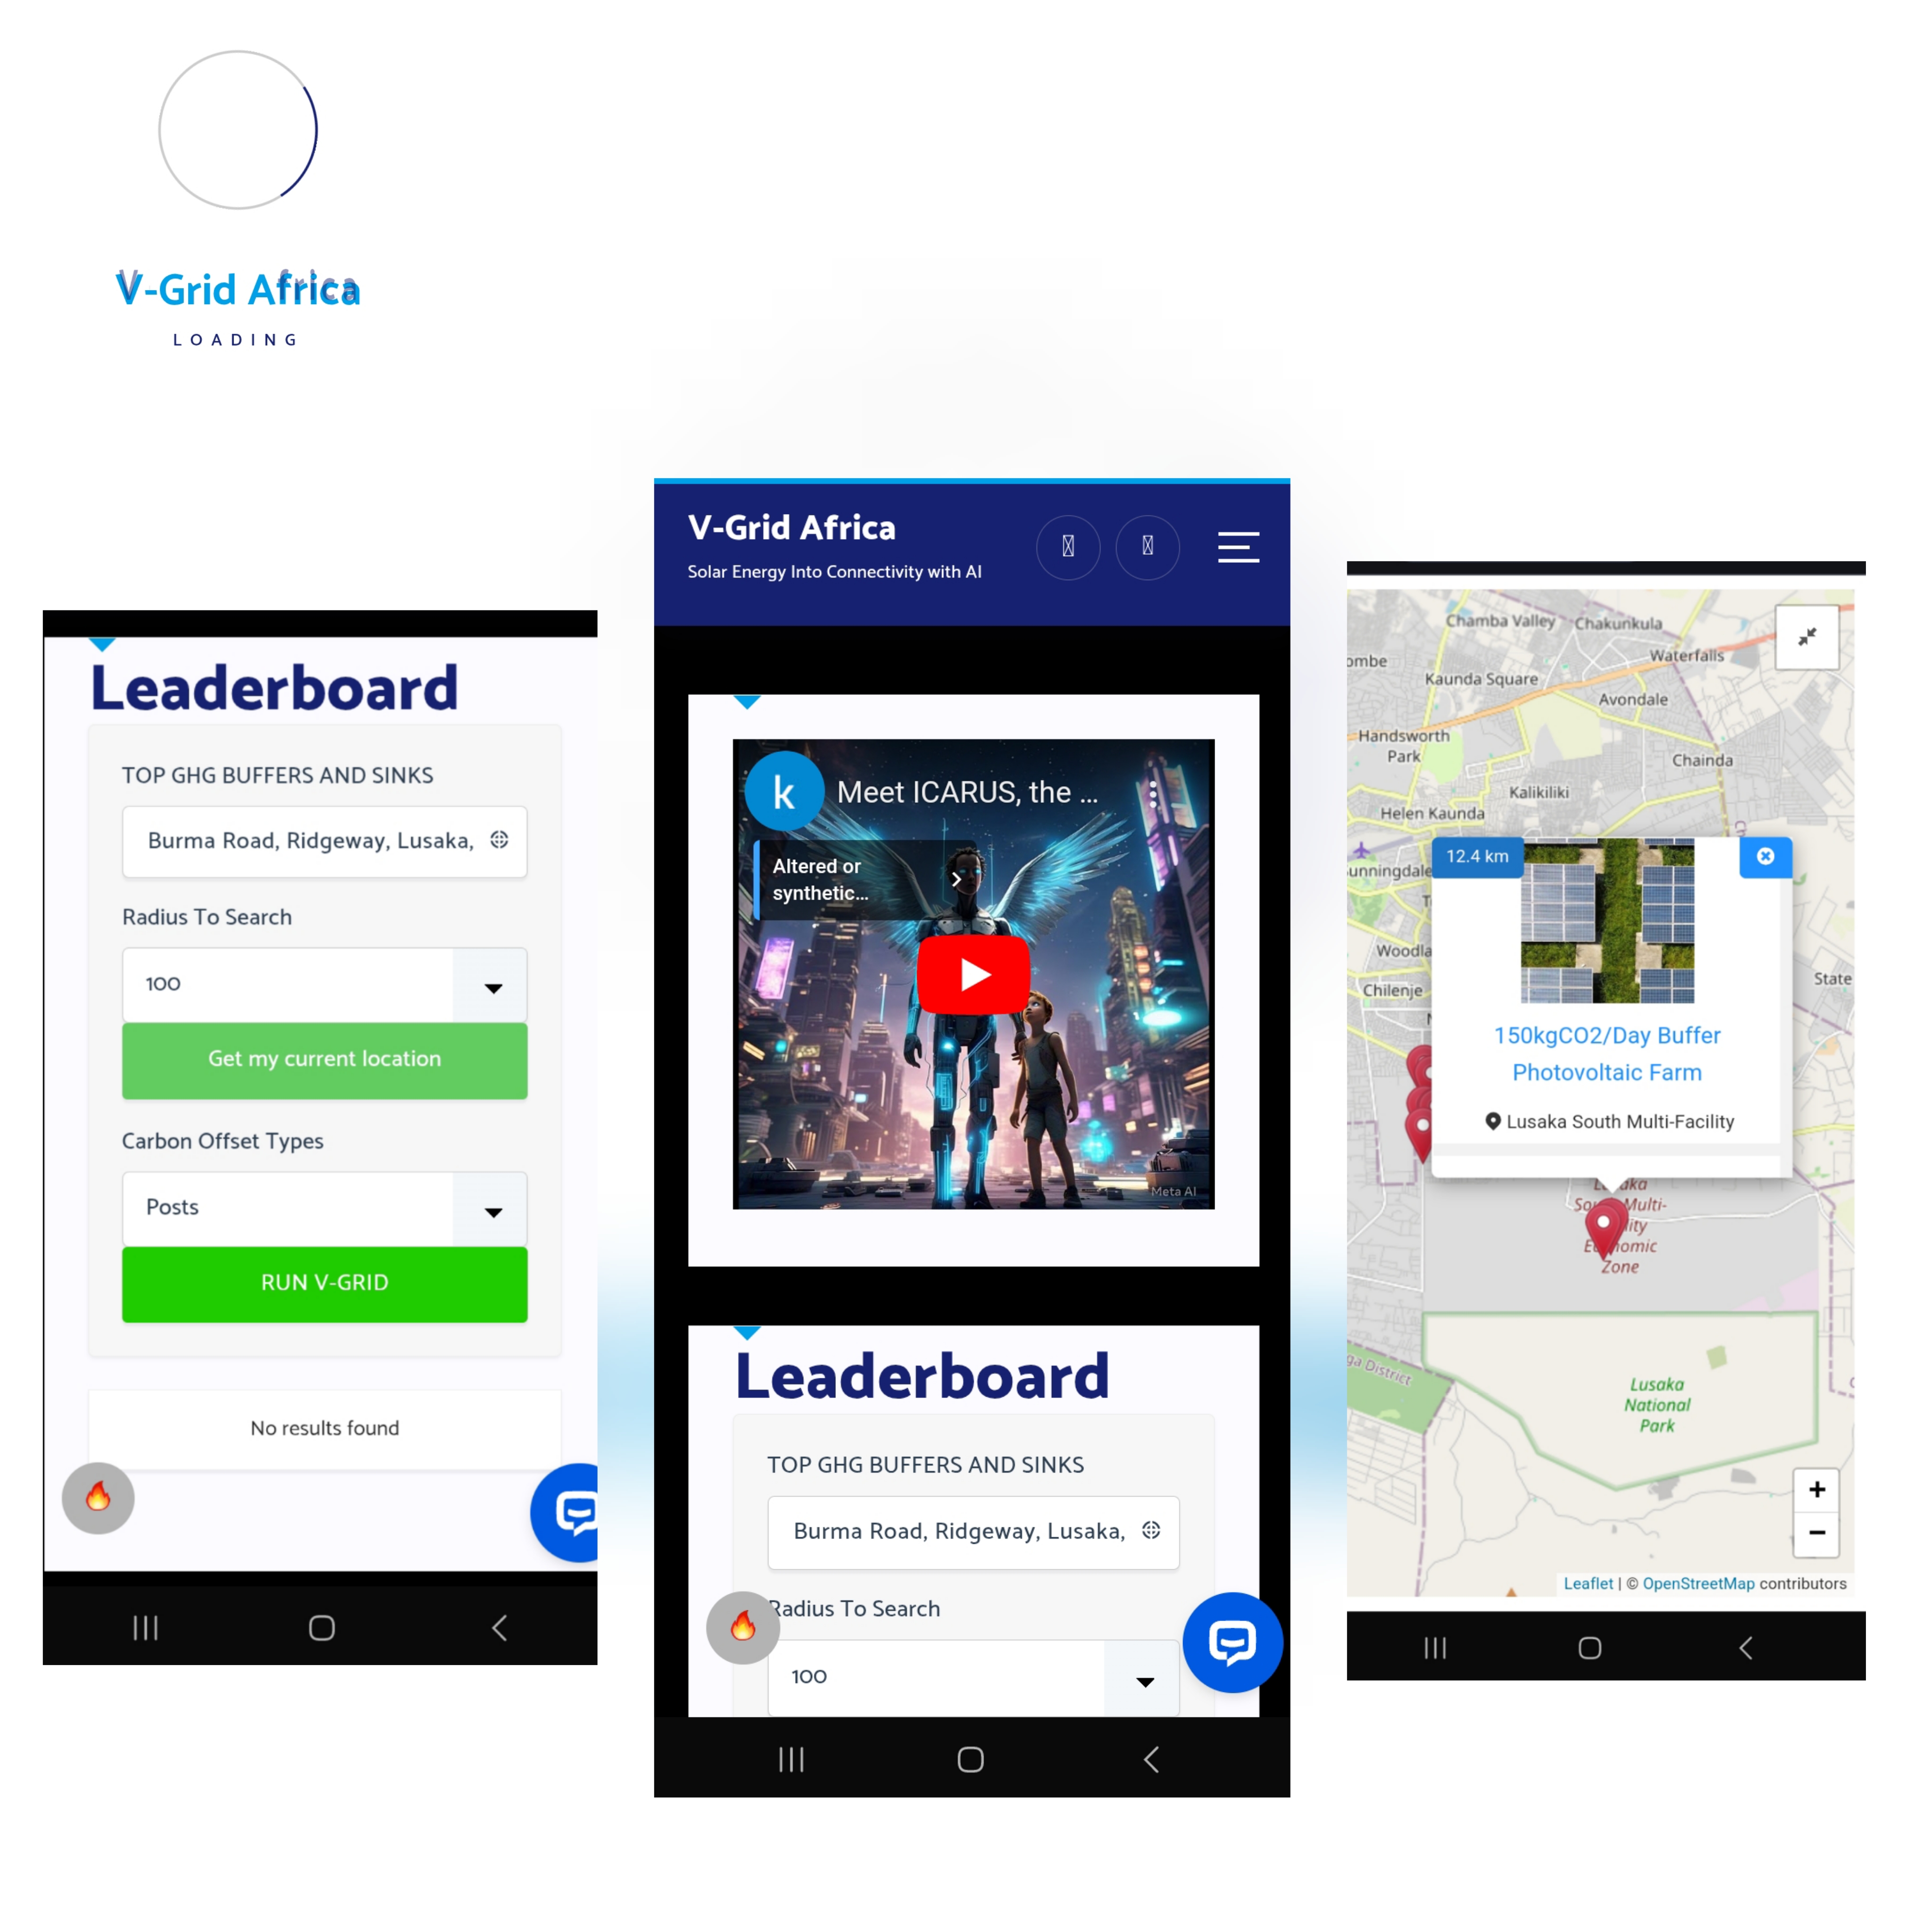 V-Grid Africa
LOADING
Leaderboard
TOP GHG BUFFERS AND SINKS
Burma Road, Ridgeway, Lusaka,
Radius To Search
100
Get my current location
Carbon Offset Types
Posts
RUN V-GRID
No results found
V-Grid Africa
Solar Energy Into Connectivity with AI
k
Meet ICARUS, the ...
Altered or
synthetic...
Meta AI
Leaderboard
TOP GHG BUFFERS AND SINKS
Burma Road, Ridgeway, Lusaka,
Radius To Search
100
Chamba Valley
Chakunkula
ombe
Waterfalls
Kaunda Square
Avondale
Handsworth
Park
Chainda
Kalikiliki
Helen Kaunda
12.4 km
unningdale
Woodla
State
Chilenje
150kgCO2/Day Buffer
Photovoltaic Farm
Lusaka South Multi-Facility
Multi-
Zone
ga District
Lusaka
National
Park
+
−
Leaflet | © OpenStreetMap contributors